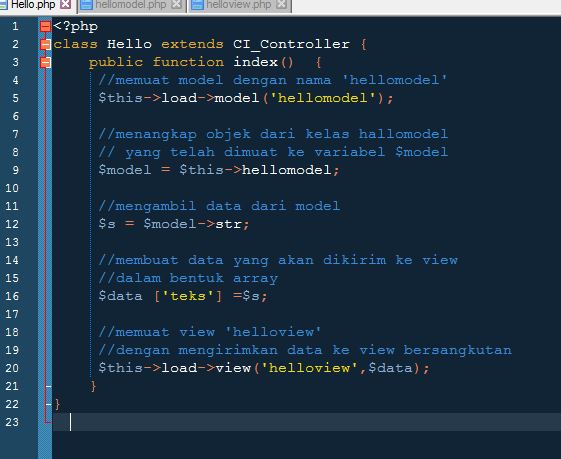 Hello.php hellomodel.php helloview.php
1 <?php
2 class Hello extends CI_Controller {
3 public function index()  {
4 //memuat model dengan nama 'hellomodel'
5 $this->load->model('hellomodel');
6
7 //menangkap objek dari kelas hallomodel
8 // yang telah dimuat ke variabel $model
9 $model = $this->hellomodel;
10
11 //mengambil data dari model
12 $s = $model->str;
13
14 //membuat data yang akan dikirim ke view
15 //dalam bentuk array
16 $data ['teks'] =$s;
17
18 //memuat view 'helloview'
19 //dengan mengirimkan data ke view bersangkutan
20 $this->load->view('helloview',$data);
21 }
22 }
23